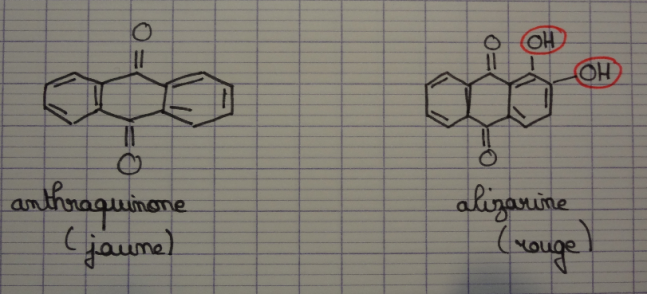 O
O
O
OH
OH
O
anthraquinone
(jaune)
alizarine
(rouge)